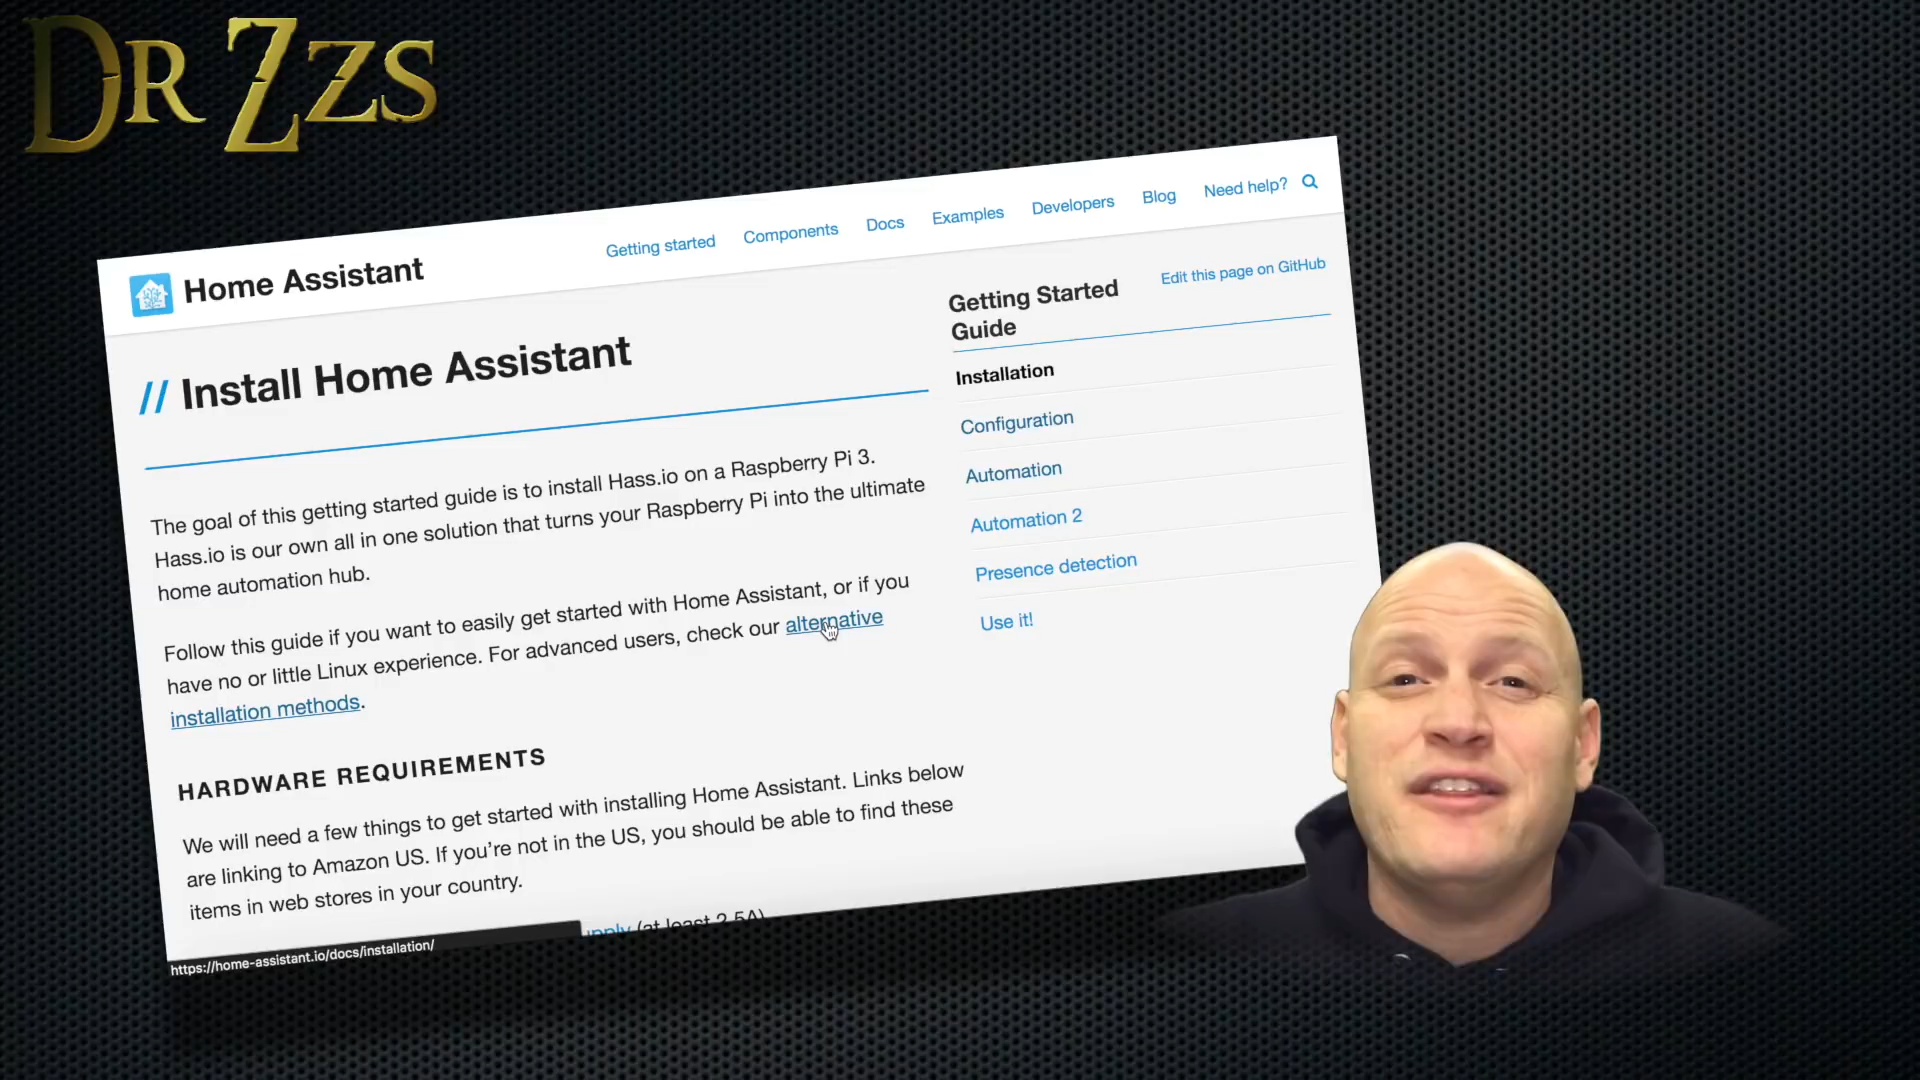 DR ZZS
Getting started Components Docs Examples Developers Blog Need help?
Home Assistant
// Install Home Assistant
The goal of this getting started guide is to install Hass.io on a Raspberry Pi 3.
Hass.io is our own all in one solution that turns your Raspberry Pi into the ultimate
home automation hub.
Follow this guide if you want to easily get started with Home Assistant, or if you
have no or little Linux experience. For advanced users, check our alternative
installation methods.
HARDWARE REQUIREMENTS
We will need a few things to get started with installing Home Assistant. Links below
are linking to Amazon US. If you’re not in the US, you should be able to find these
items in web stores in your country.
(at least 2.5A)
https://home-assistant.io/docs/installation/
Edit this page on GitHub
Getting Started
Guide
Installation
Configuration
Automation
Automation 2
Presence detection
Use it!